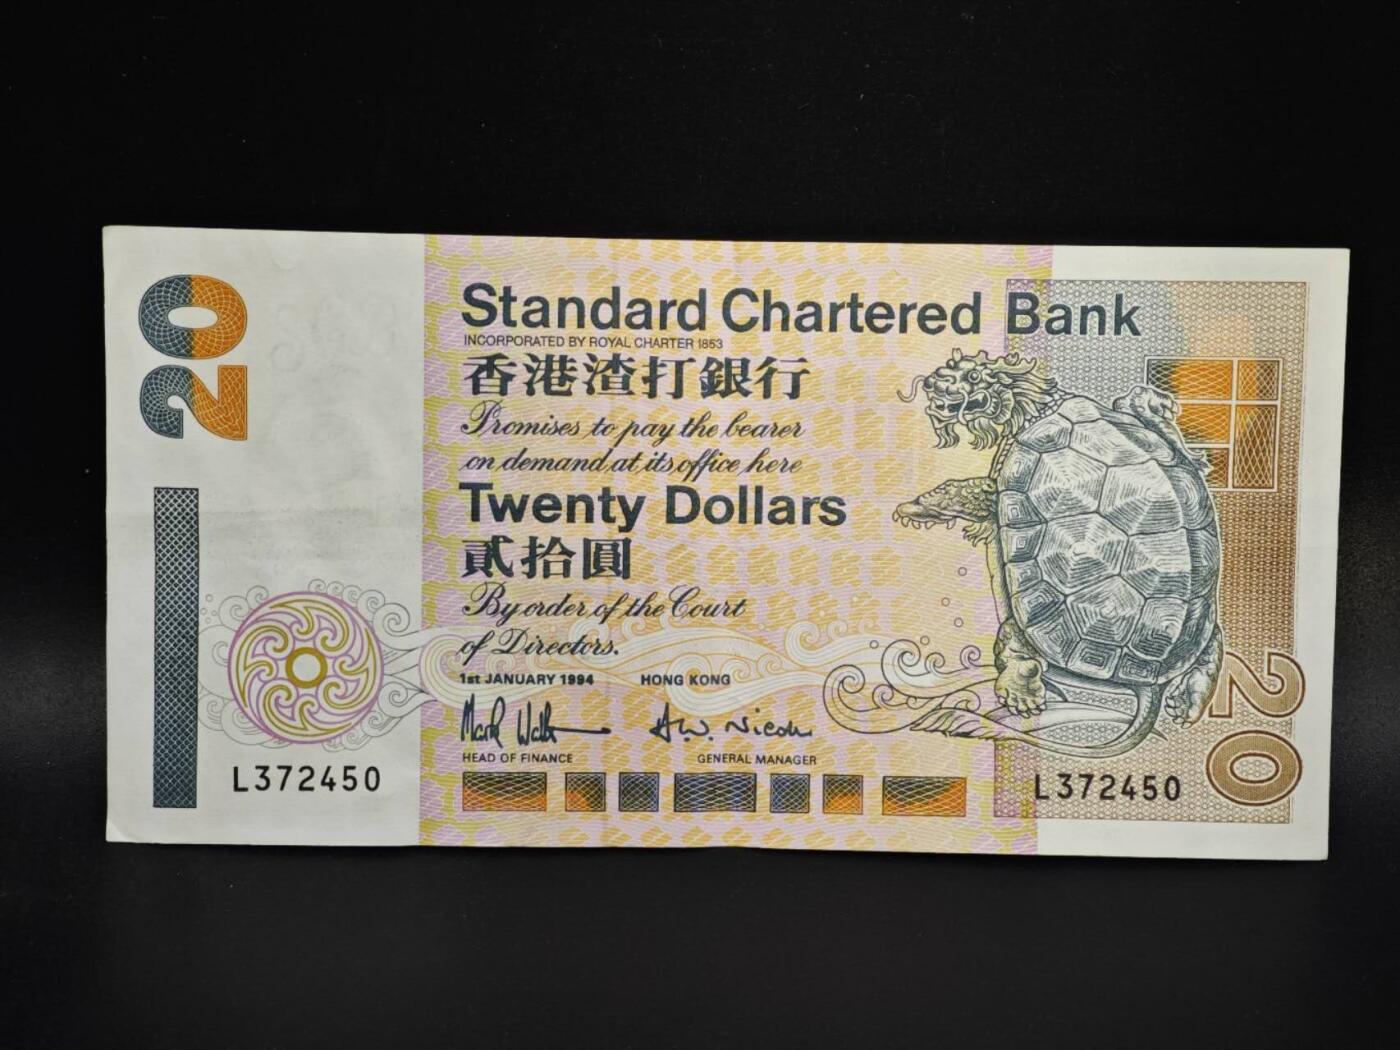 20
Standard Chartered Bank
INCORPORATED BY ROYAL CHARTER 1853
香港渣打銀行
Promises to pay the bearer
on demand at its office here
Twenty Dollars
貳拾圓
By order of the Court
of Directors.
1st JANUARY 1994 HONG KONG
HEAD OF FINANCE GENERAL MANAGER
L372450 L372450
20